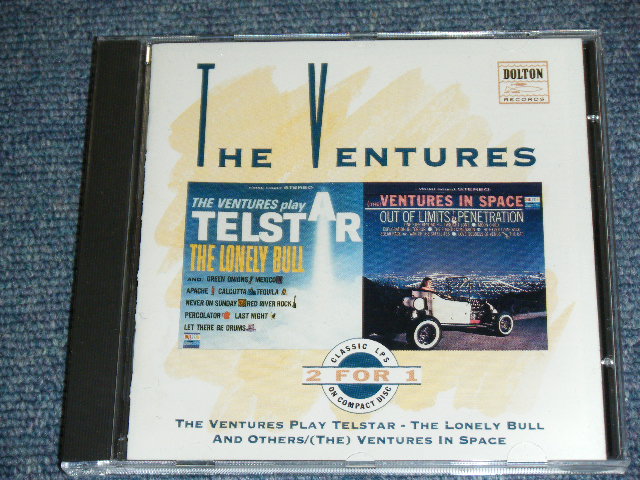 DOLTON
RECORDS
THE VENTURES
STEREO
THE VENTURES play
TELSTAR
THE LONELY BULL
AND: GREEN ONIONS MEXICO
APACHE CALCUTTA TEQUILA
NEVER ON SUNDAY RED RIVER ROCK
PERCOLATOR LAST NIGHT
LET THERE BE DRUMS
STEREO
(THE) VENTURES IN SPACE
OUT OF LIMITS & PENETRATION
CLASSIC LPS
2 FOR 1
ON COMPACT DISC
THE VENTURES PLAY TELSTAR - THE LONELY BULL
AND OTHERS/(THE) VENTURES IN SPACE